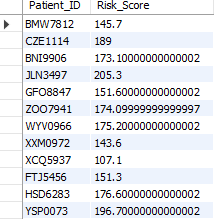 Patient_ID Risk_Score
BMW7812 145.7
CZE1114 189
BNI9906 173.10000000000002
JLN3497 205.3
GFO8847 151.60000000000002
ZOO7941 174.09999999999997
WYV0966 175.20000000000002
XXM0972 143.6
XCQ5937 107.1
FTJ5456 151.3
HSD6283 176.60000000000002
YSP0073 196.70000000000002